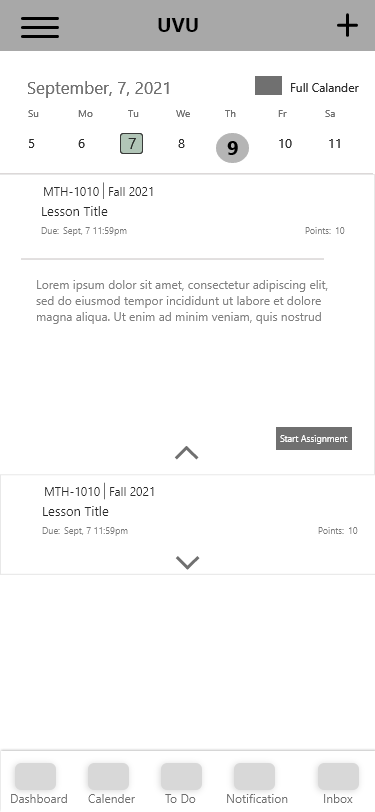 UVU
September, 7, 2021
Full Calander
Su Mo Tu We Th Fr Sa
5 6 7 8 9 10 11
MTH-1010 | Fall 2021
Lesson Title
Due: Sept, 7 11:59pm Points: 10
Lorem ipsum dolor sit amet, consectetur adipiscing elit,
sed do eiusmod tempor incididunt ut labore et dolore
magna aliqua. Ut enim ad minim veniam, quis nostrud
Start Assignment
MTH-1010 | Fall 2021
Lesson Title
Due: Sept, 7 11:59pm Points: 10
Dashboard Calender To Do Notification Inbox